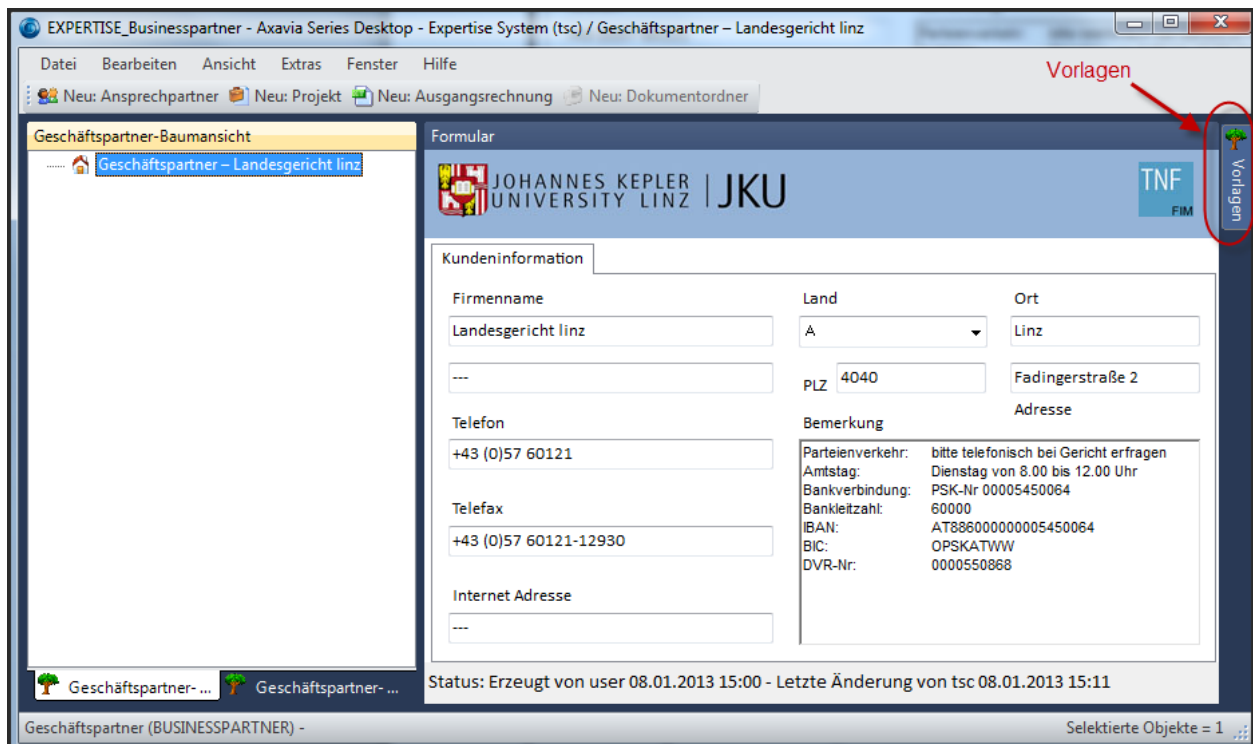 EXPERTISE_Businesspartner - Axavia Series Desktop - Expertise System (tsc) / Geschäftspartner – Landesgericht linz
Datei Bearbeiten Ansicht Extras Fenster Hilfe
Vorlagen
Neu: Ansprechpartner Neu: Projekt Neu: Ausgangsrechnung Neu: Dokumentordner
Geschäftspartner-Baumansicht
Geschäftspartner – Landesgericht linz
Formular
JOHANNES KEPLER
UNIVERSITY LINZ | JKU
TNF
FIM
Vorlagen
Kundeninformation
Firmenname
Land
Ort
Landesgericht linz
A
Linz
---
PLZ 4040
Fadingerstraße 2
Adresse
Telefon
Bemerkung
+43 (0)57 60121
Parteienverkehr: bitte telefonisch bei Gericht erfragen
Amtstag: Dienstag von 8.00 bis 12.00 Uhr
Bankverbindung: PSK-Nr 00005450064
Bankleitzahl: 60000
IBAN: AT886000000005450064
BIC: OPSKATWW
DVR-Nr: 0000550868
Telefax
+43 (0)57 60121-12930
Internet Adresse
---
Geschäftspartner- ... Geschäftspartner- ...
Status: Erzeugt von user 08.01.2013 15:00 - Letzte Änderung von tsc 08.01.2013 15:11
Geschäftspartner (BUSINESSPARTNER) -
Selektierte Objekte = 1